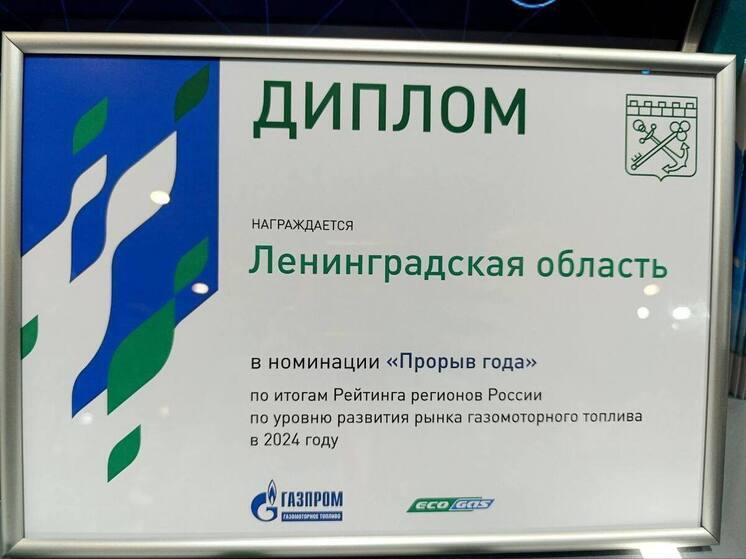 ДИПЛОМ
НАГРАЖДАЕТСЯ
Ленинградская область
в номинации «Прорыв года»
по итогам Рейтинга регионов России
по уровню развития рынка газомоторного топлива
в 2024 году
ГАЗПРОМ
ГАЗОМОТОРНОЕ ТОПЛИВО
ECO GAS